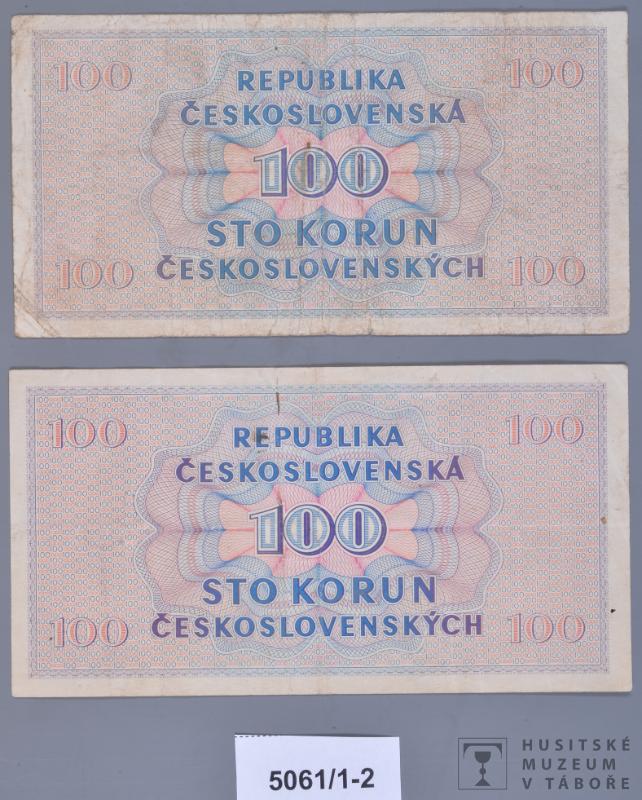 100 100
REPUBLIKA
ČESKOSLOVENSKÁ
100
STO KORUN
ČESKOSLOVENSKÝCH
100 100
100 100
REPUBLIKA
ČESKOSLOVENSKÁ
100
STO KORUN
ČESKOSLOVENSKÝCH
100 100
5061/1-2
HUSITSKÉ
MUZEUM
V TÁBOŘE